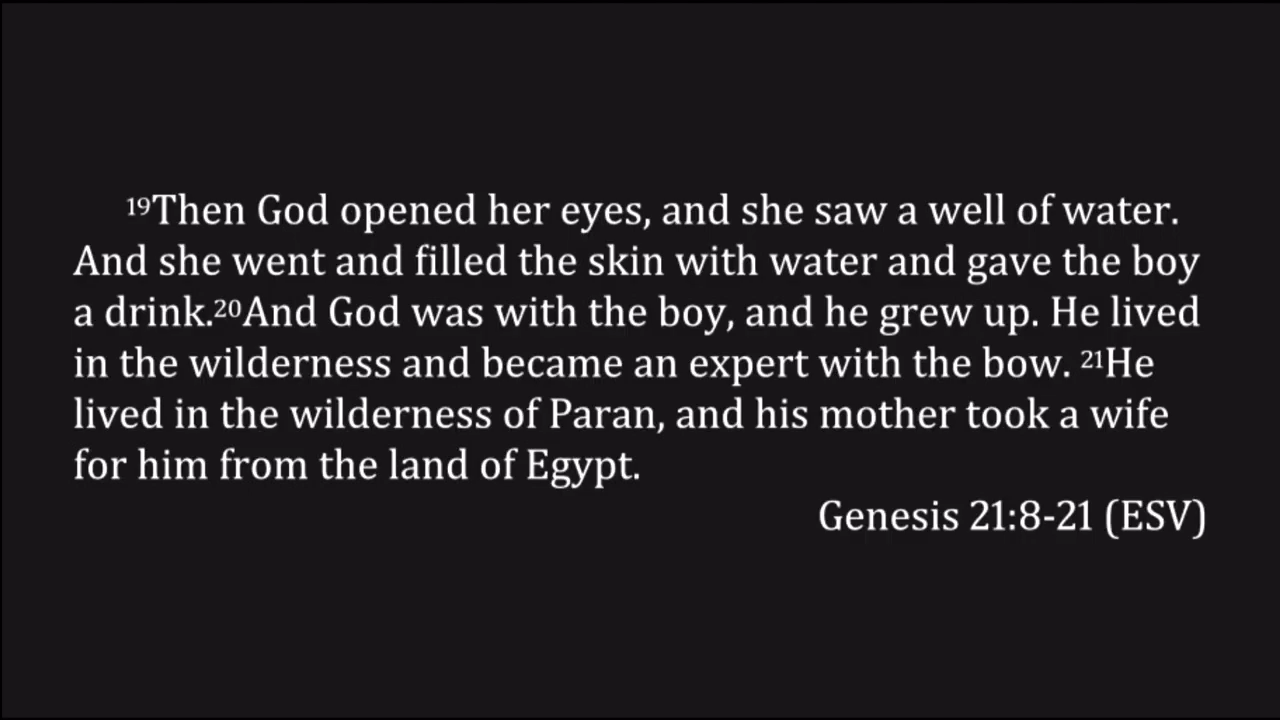 ¹⁹Then God opened her eyes, and she saw a well of water.
And she went and filled the skin with water and gave the boy
a drink.²⁰And God was with the boy, and he grew up. He lived
in the wilderness and became an expert with the bow. ²¹He
lived in the wilderness of Paran, and his mother took a wife
for him from the land of Egypt.
Genesis 21:8-21 (ESV)